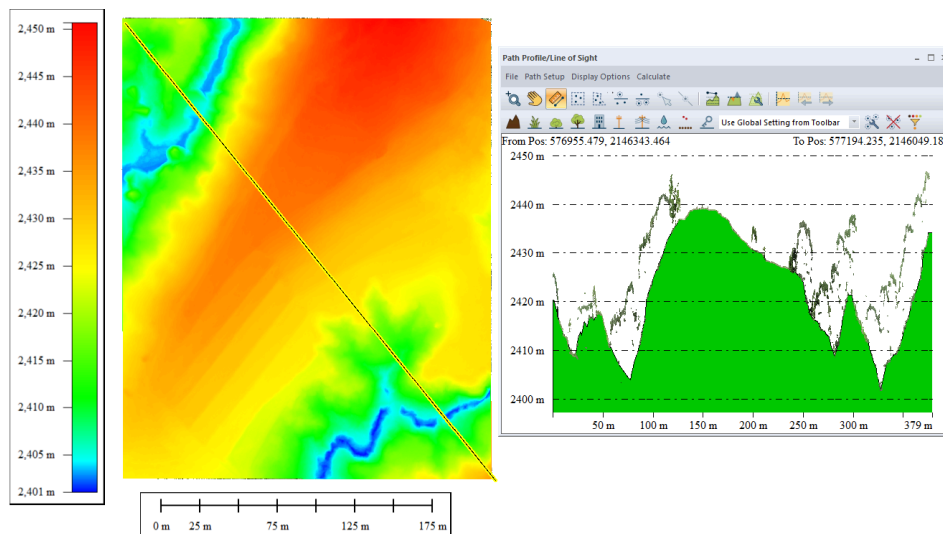 2,450 m
2,445 m
2,440 m
2,435 m
2,430 m
2,425 m
2,420 m
2,415 m
2,410 m
2,405 m
2,401 m
0 m 25 m 75 m 125 m 175 m
Path Profile/Line of Sight
File Path Setup Display Options Calculate
Use Global Setting from Toolbar
From Pos: 576955.479, 2146343.464 To Pos: 577194.235, 2146049.18
2450 m
2440 m
2430 m
2420 m
2410 m
2400 m
50 m 100 m 150 m 200 m 250 m 300 m 379 m